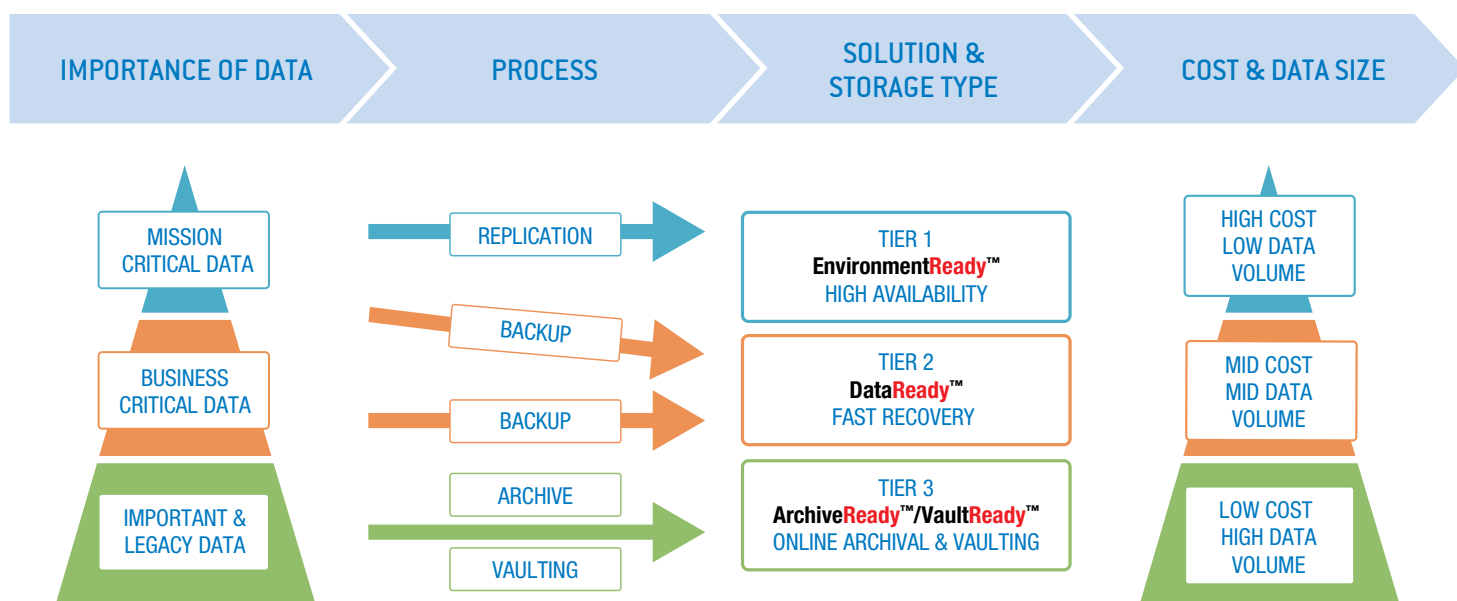 IMPORTANCE OF DATA
PROCESS
SOLUTION &
STORAGE TYPE
COST & DATA SIZE
MISSION
CRITICAL DATA
REPLICATION
TIER 1
EnvironmentReady™
HIGH AVAILABILITY
HIGH COST
LOW DATA
VOLUME
BACKUP
BUSINESS
CRITICAL DATA
BACKUP
TIER 2
DataReady™
FAST RECOVERY
MID COST
MID DATA
VOLUME
IMPORTANT &
LEGACY DATA
ARCHIVE
VAULTING
TIER 3
ArchiveReady™/VaultReady™
ONLINE ARCHIVAL & VAULTING
LOW COST
HIGH DATA
VOLUME